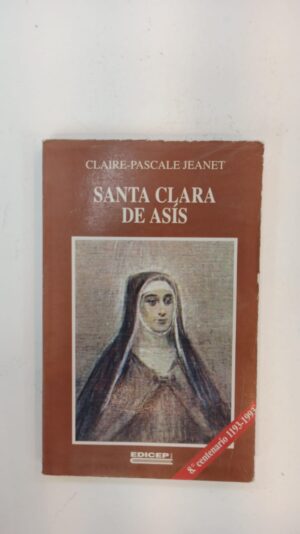 CLAIRE-PASCALE JEANET
SANTA CLARA
DE ASÍS
EDICEP
8.º centenario 1193-1993